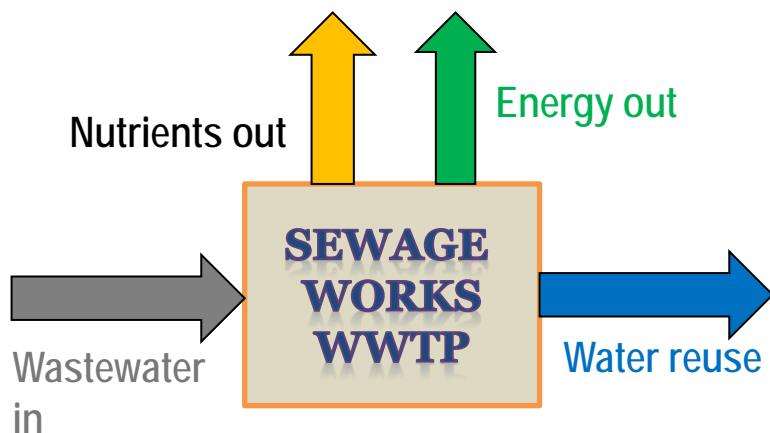 Energy out
Nutrients out
SEWAGE
WORKS
WWTP
Wastewater
in
Water reuse